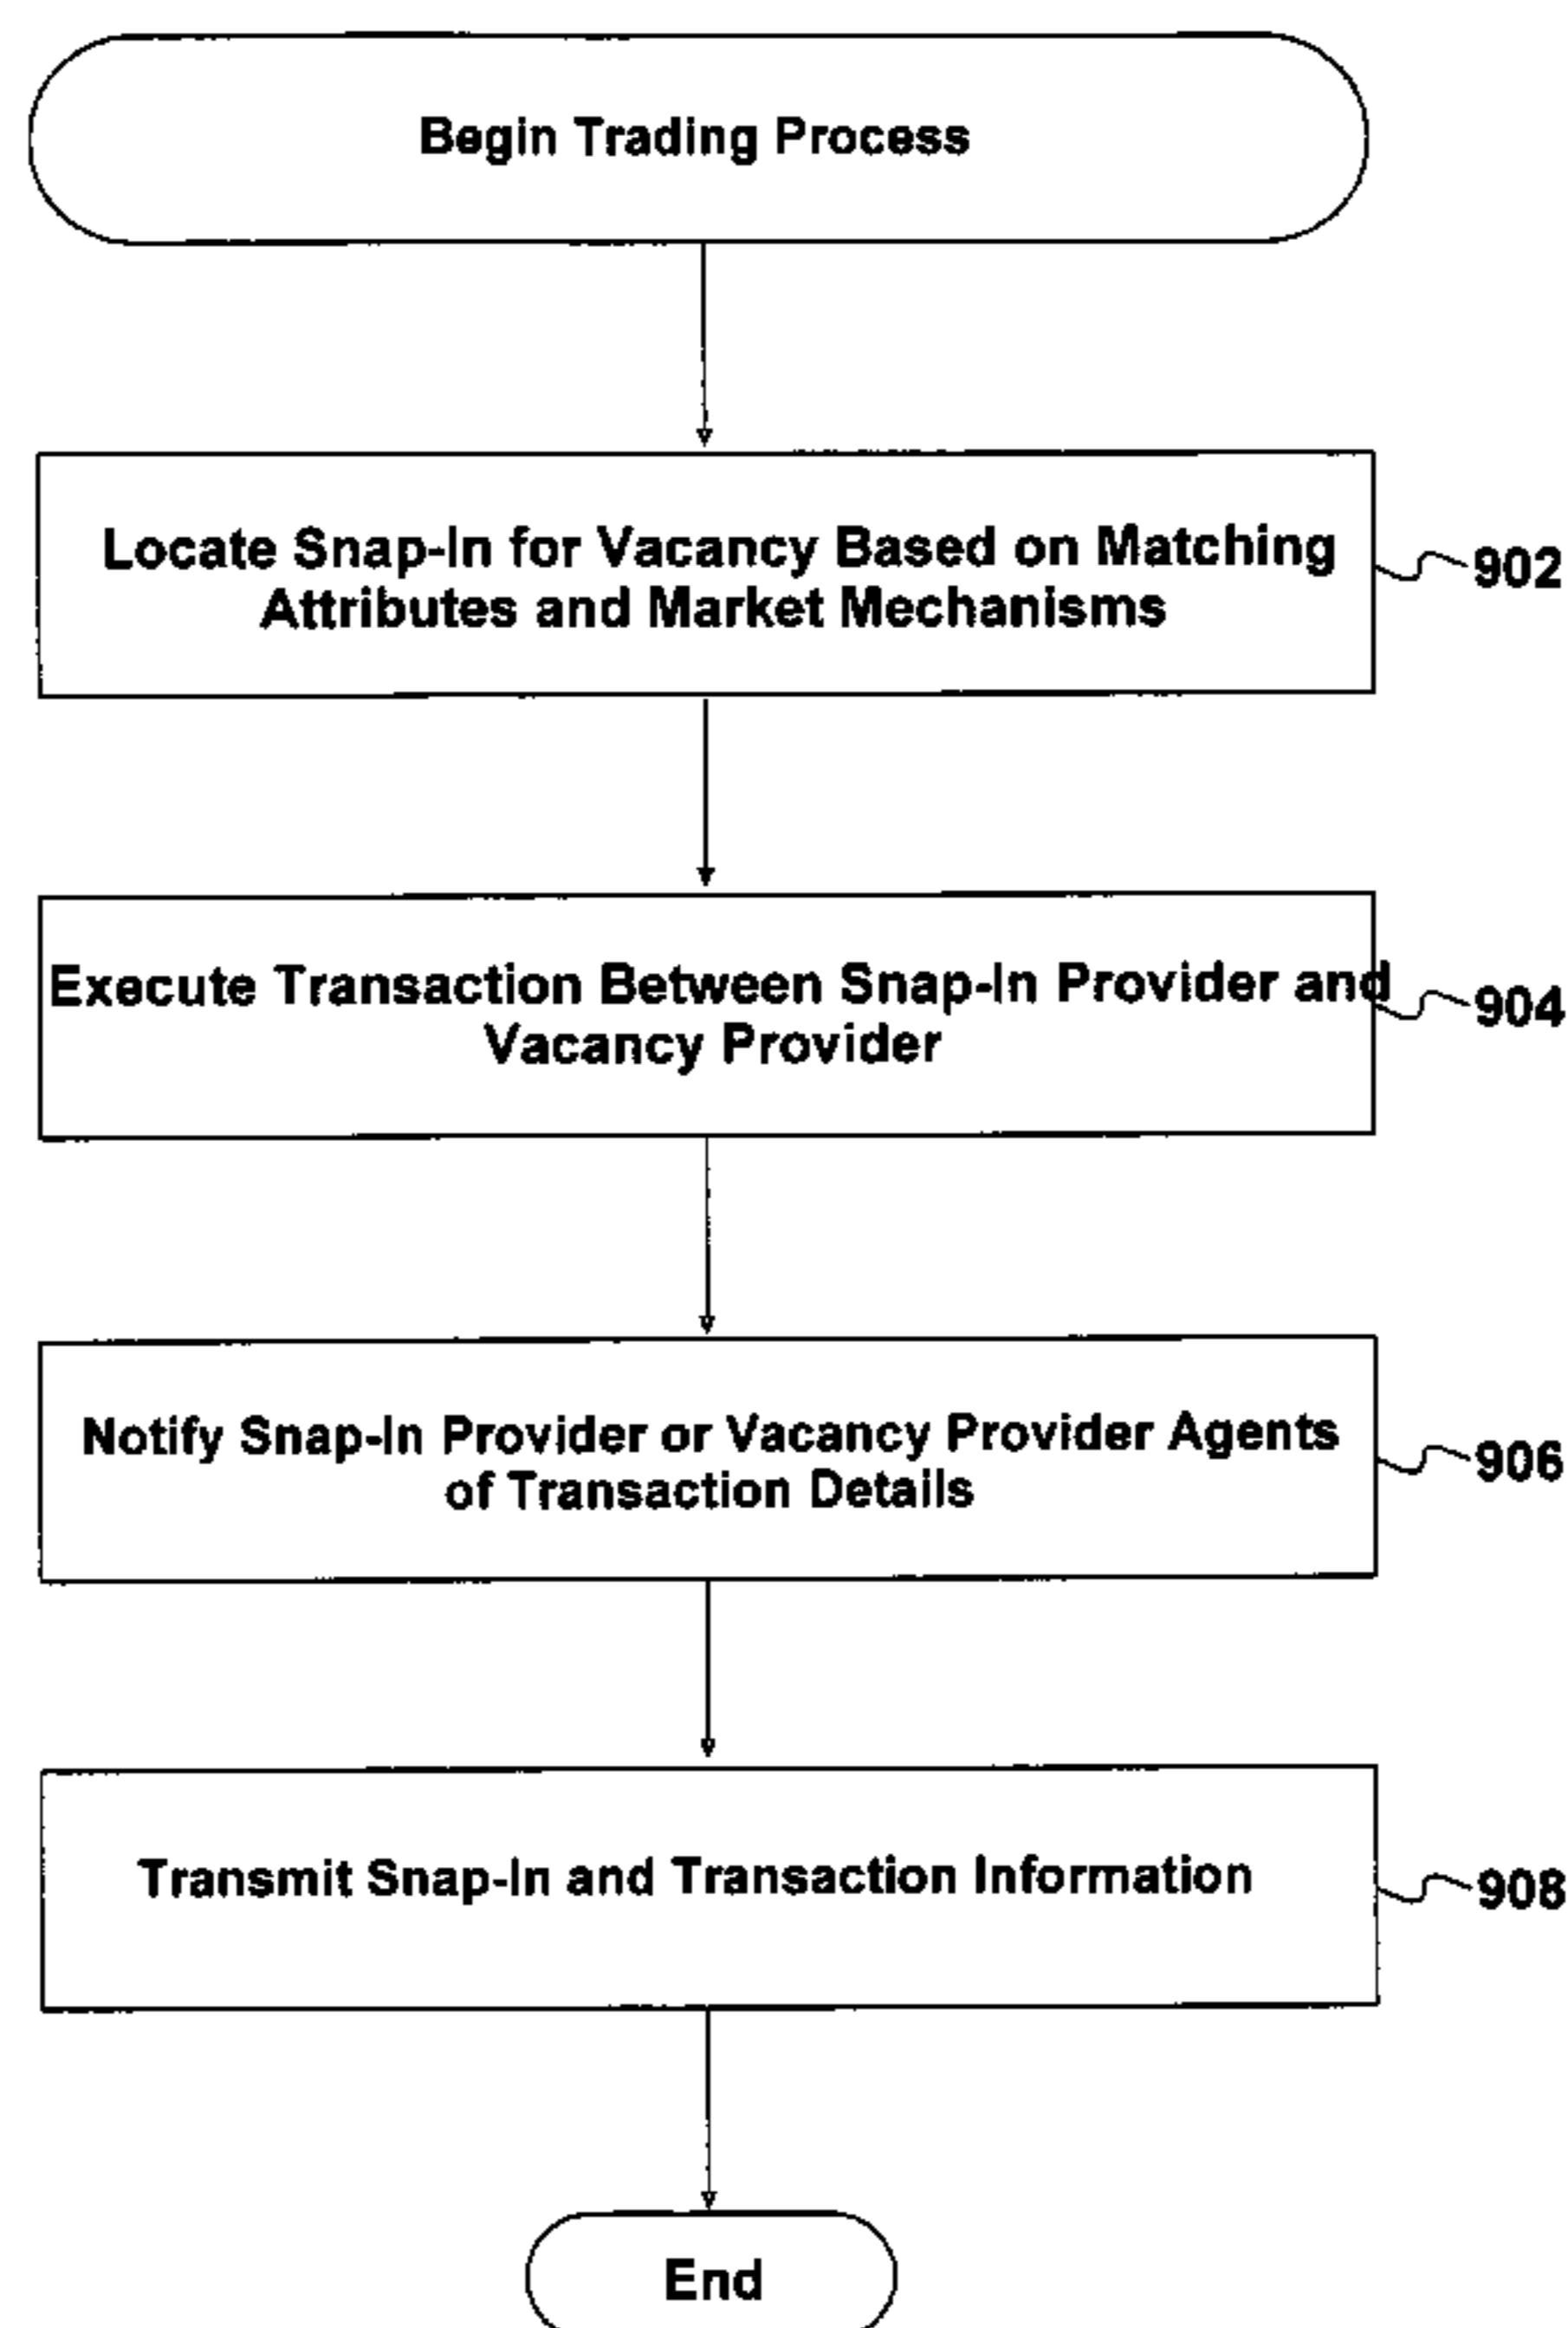 Begin Trading Process
Locate Snap-In for Vacancy Based on Matching
Attributes and Market Mechanisms
902
Execute Transaction Between Snap-In Provider and
Vacancy Provider
904
Notify Snap-In Provider or Vacancy Provider Agents
of Transaction Details
906
Transmit Snap-In and Transaction Information
908
End